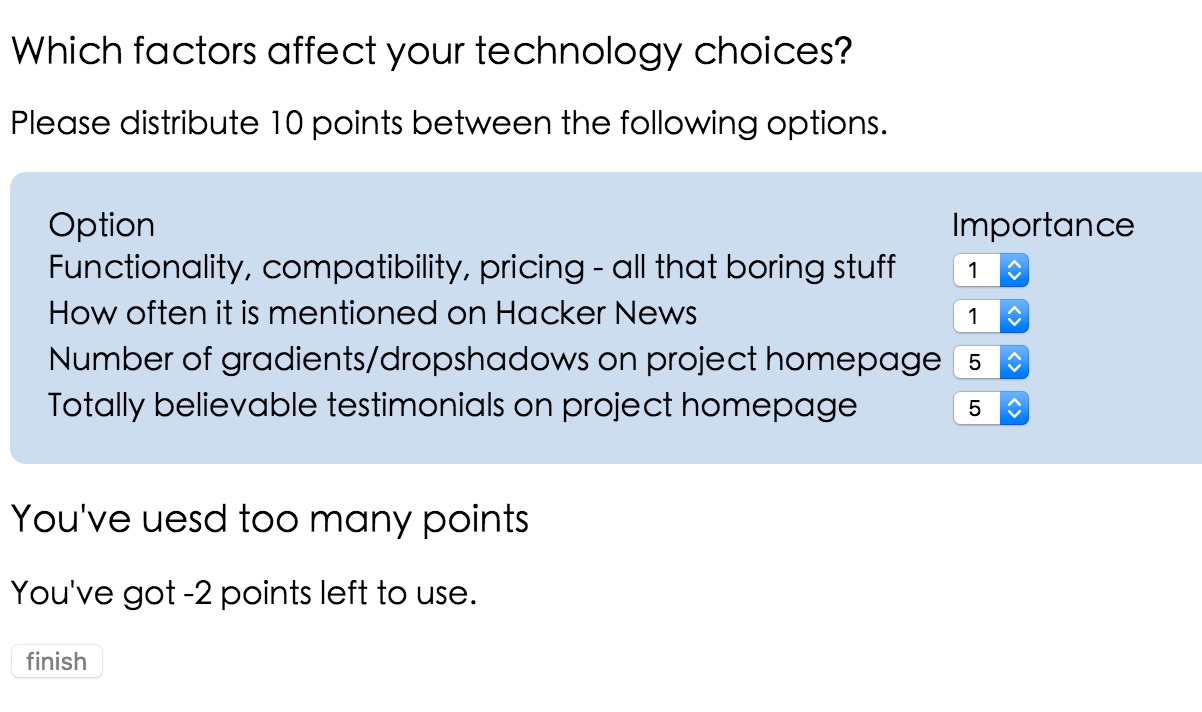 Which factors affect your technology choices?
Please distribute 10 points between the following options.
Option Importance
Functionality, compatibility, pricing - all that boring stuff 1
How often it is mentioned on Hacker News 1
Number of gradients/dropshadows on project homepage 5
Totally believable testimonials on project homepage 5
You've uesd too many points
You've got -2 points left to use.
finish